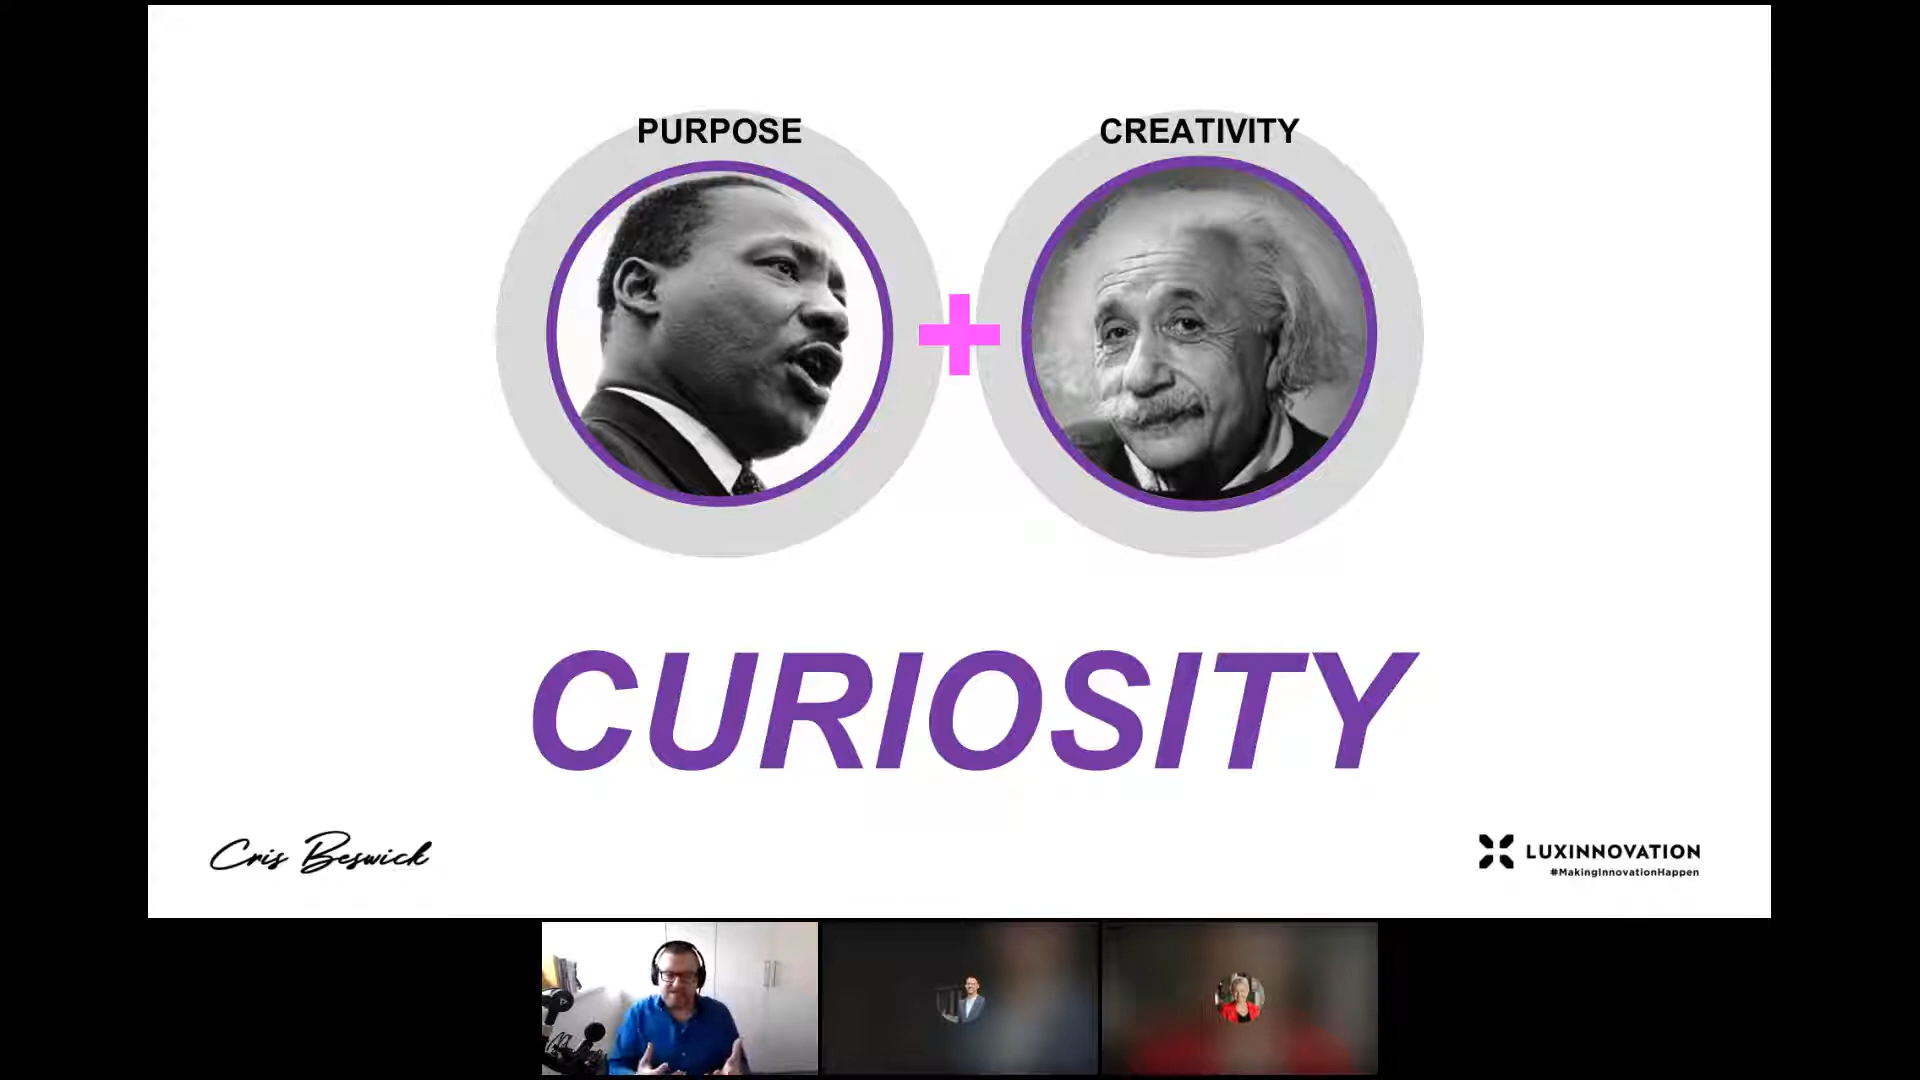 PURPOSE
CREATIVITY
CURIOSITY
Cris Beswick
LUXINNOVATION
#MakingInnovationHappen